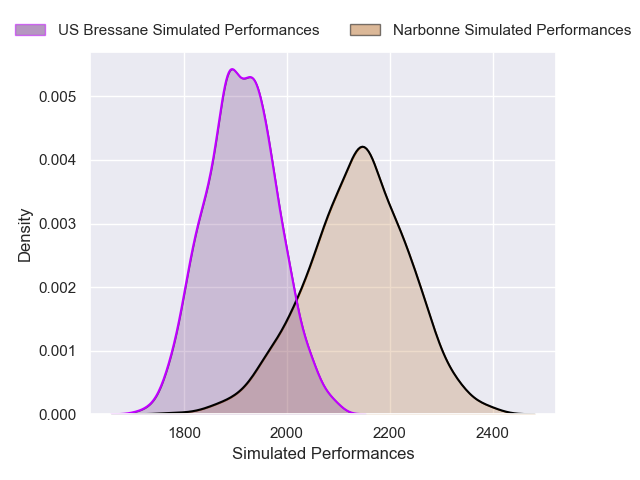 US Bressane Simulated Performances Narbonne Simulated Performances
0.005
0.004
0.003
0.002
0.001
0.000
Density
1800 2000 2200 2400
Simulated Performances